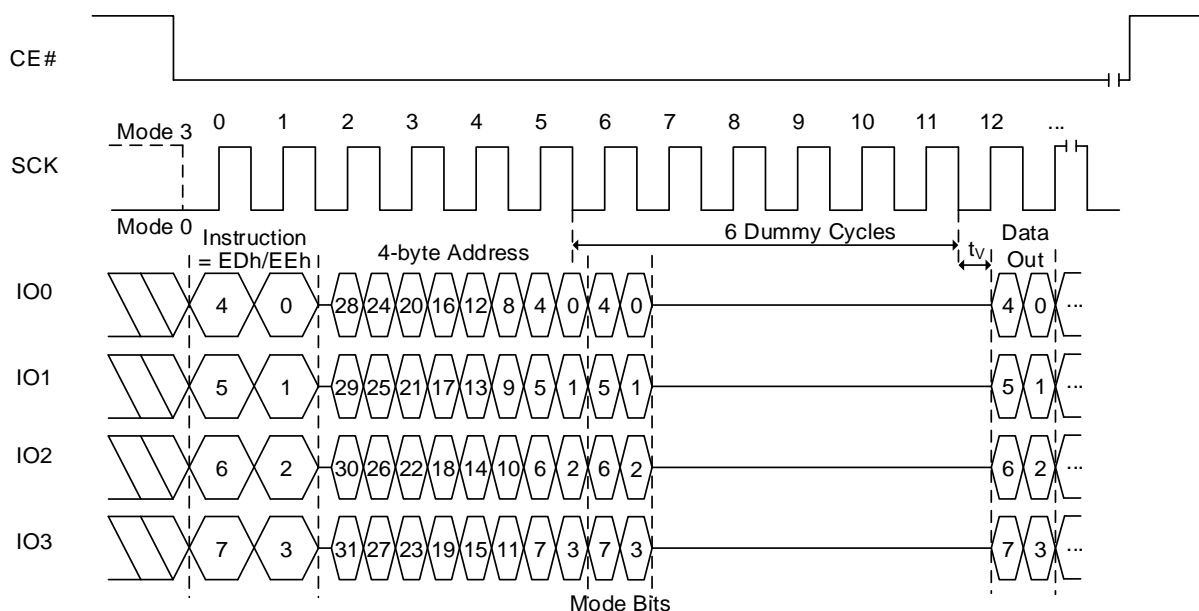 CE#
0 1 2 3 4 5 6 7 8 9 10 11 12 ...
Mode 3
SCK
Mode 0
Instruction
= EDh/EEh
4-byte Address
6 Dummy Cycles
tV
Data
Out
IO0 4 0 28 24 20 16 12 8 4 0 4 0 4 0 ...
IO1 5 1 29 25 21 17 13 9 5 1 5 1 5 1 ...
IO2 6 2 30 26 22 18 14 10 6 2 6 2 6 2 ...
IO3 7 3 31 27 23 19 15 11 7 3 7 3 7 3 ...
Mode Bits